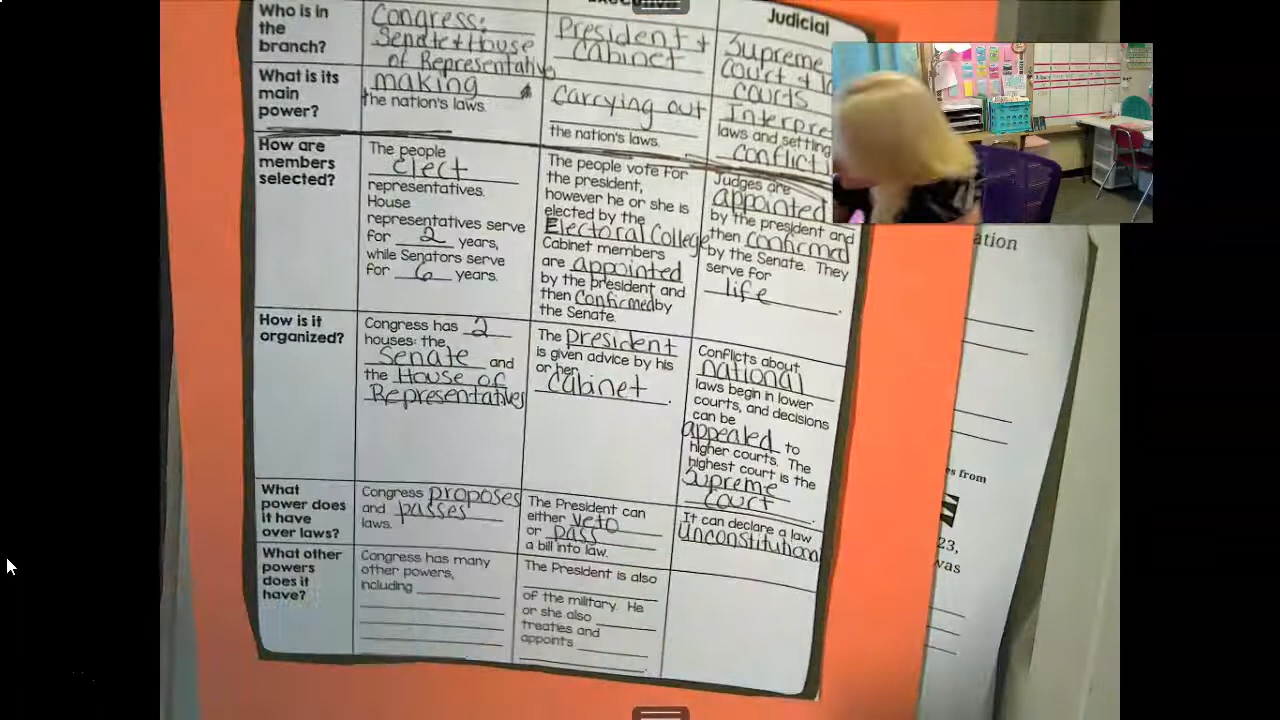 Who is in
the
branch?
Congress:
Senate + House
of Representative
Executive
President +
Cabinet
Judicial
Supreme
Court +
courts
What is its
main
power?
making
the nation's laws.
Carrying out
the nation's laws.
Interpre
laws and settling
conflict
How are
members
selected?
The people
elect
representatives.
House
representatives serve
for 2 years,
while Senators serve
for 6 years.
The people vote for
the president,
however he or she is
elected by the
Electoral College
Cabinet members
are appointed
by the president and
then confirmed by
the Senate.
Judges are
appointed
by the president and
then confirmed
by the Senate. They
serve for
life.
How is it
organized?
Congress has 2
houses: the
Senate and
the House of
Representatives
The president
is given advice by his
or her
cabinet.
Conflicts about
national
laws begin in lower
courts, and decisions
can be
appealed to
higher courts. The
highest court is the
Supreme
Court.
What
power does
it have
over laws?
Congress proposes
and passes
laws.
The President can
either veto
or pass
a bill into law.
It can declare a law
unconstitutional
What other
powers
does it
have?
Congress has many
other powers,
including
The President is also
of the military. He
or she also
treaties and
appoints
ation
s from
23,
was